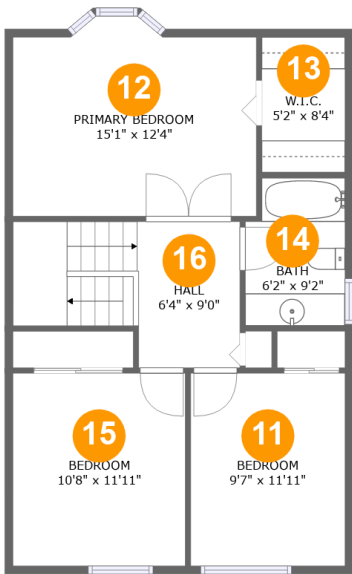 12
PRIMARY BEDROOM
15'1" x 12'4"
13
W.I.C.
5'2" x 8'4"
14
BATH
6'2" x 9'2"
16
HALL
6'4" x 9'0"
15
BEDROOM
10'8" x 11'11"
11
BEDROOM
9'7" x 11'11"